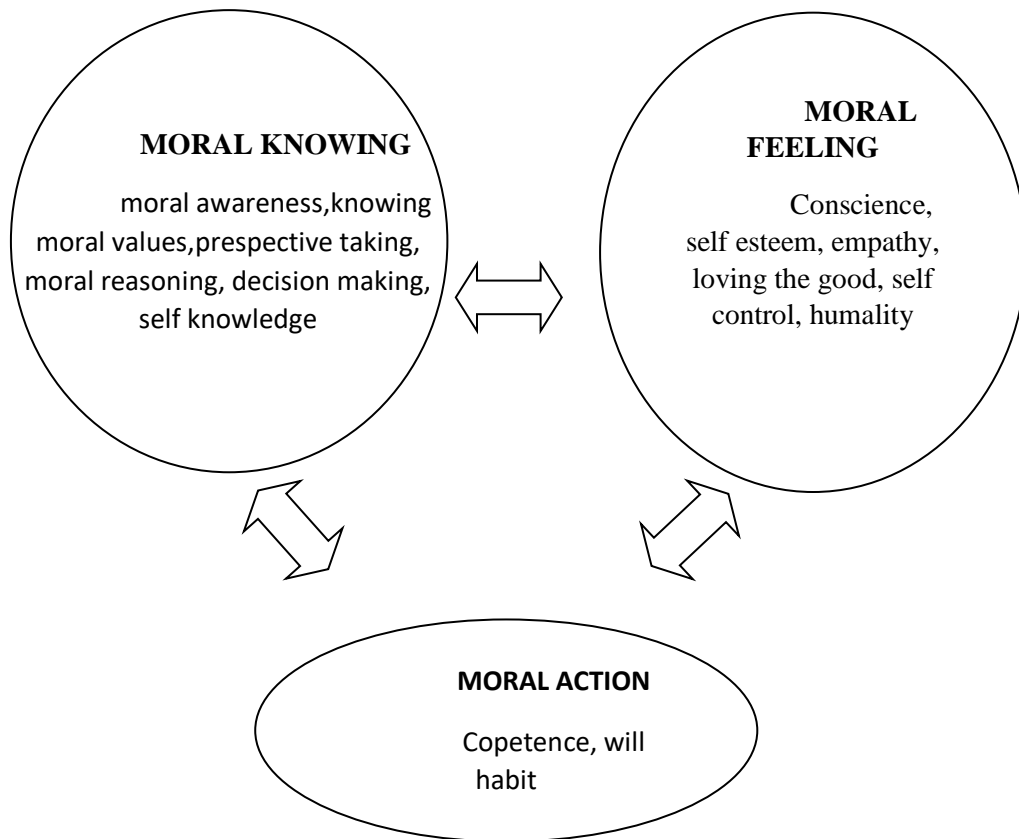 MORAL KNOWING
moral awareness,knowing
moral values,prespective taking,
moral reasoning, decision making,
self knowledge
MORAL
FEELING
Conscience,
self esteem, empathy,
loving the good, self
control, humality
MORAL ACTION
Copetence, will
habit